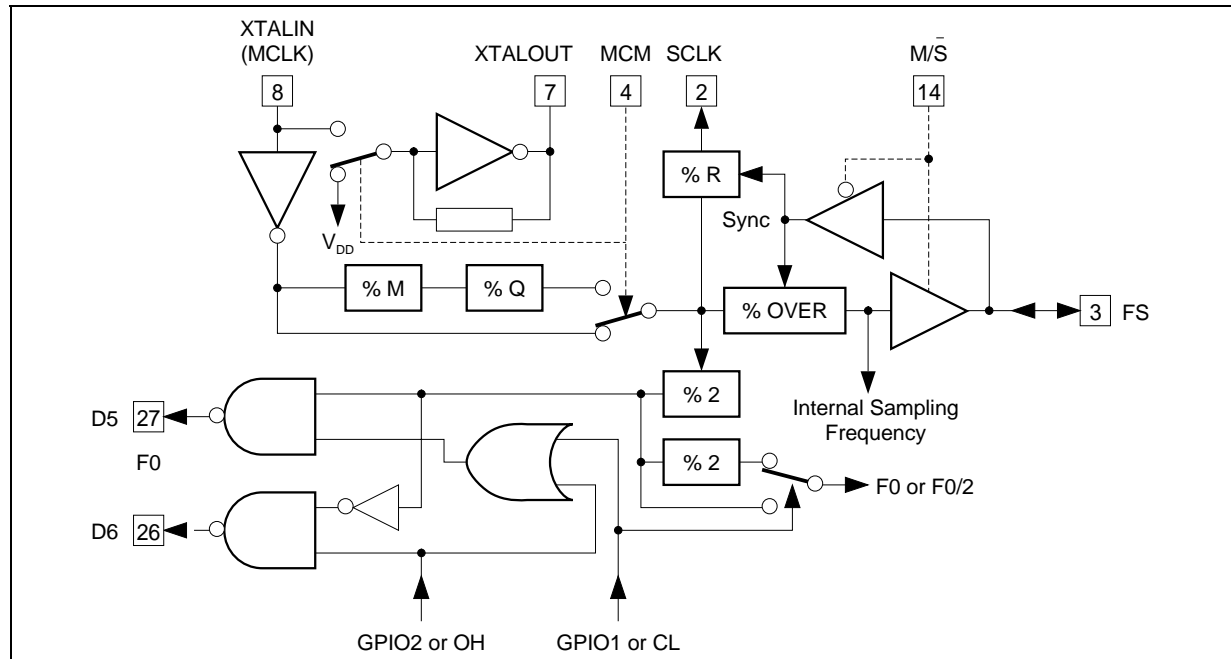 XTALIN
(MCLK)
XTALOUT
MCM
SCLK
M/S̄
8
7
4
2
14
% R
Sync
VDD
% M
% Q
% OVER
3
FS
% 2
Internal Sampling
Frequency
D5
27
F0
% 2
F0 or F0/2
D6
26
GPIO2 or OH
GPIO1 or CL